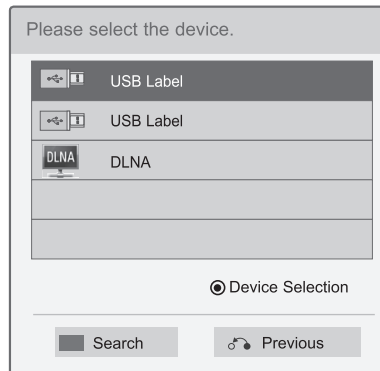 Please select the device.
USB Label
USB Label
DLNA DLNA
Device Selection
Search Previous